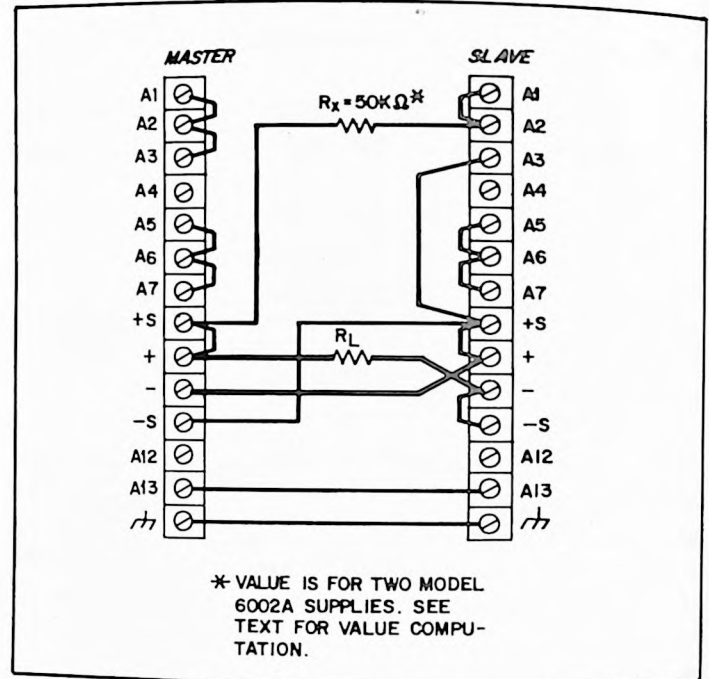 MASTER SLAVE
A1 A1
A2 Rx = 50KΩ* A2
A3 A3
A4 A4
A5 A5
A6 A6
A7 A7
+S +S
+ RL +
- -
-S -S
A12 A12
A13 A13
* VALUE IS FOR TWO MODEL
6002A SUPPLIES. SEE
TEXT FOR VALUE COMPU-
TATION.